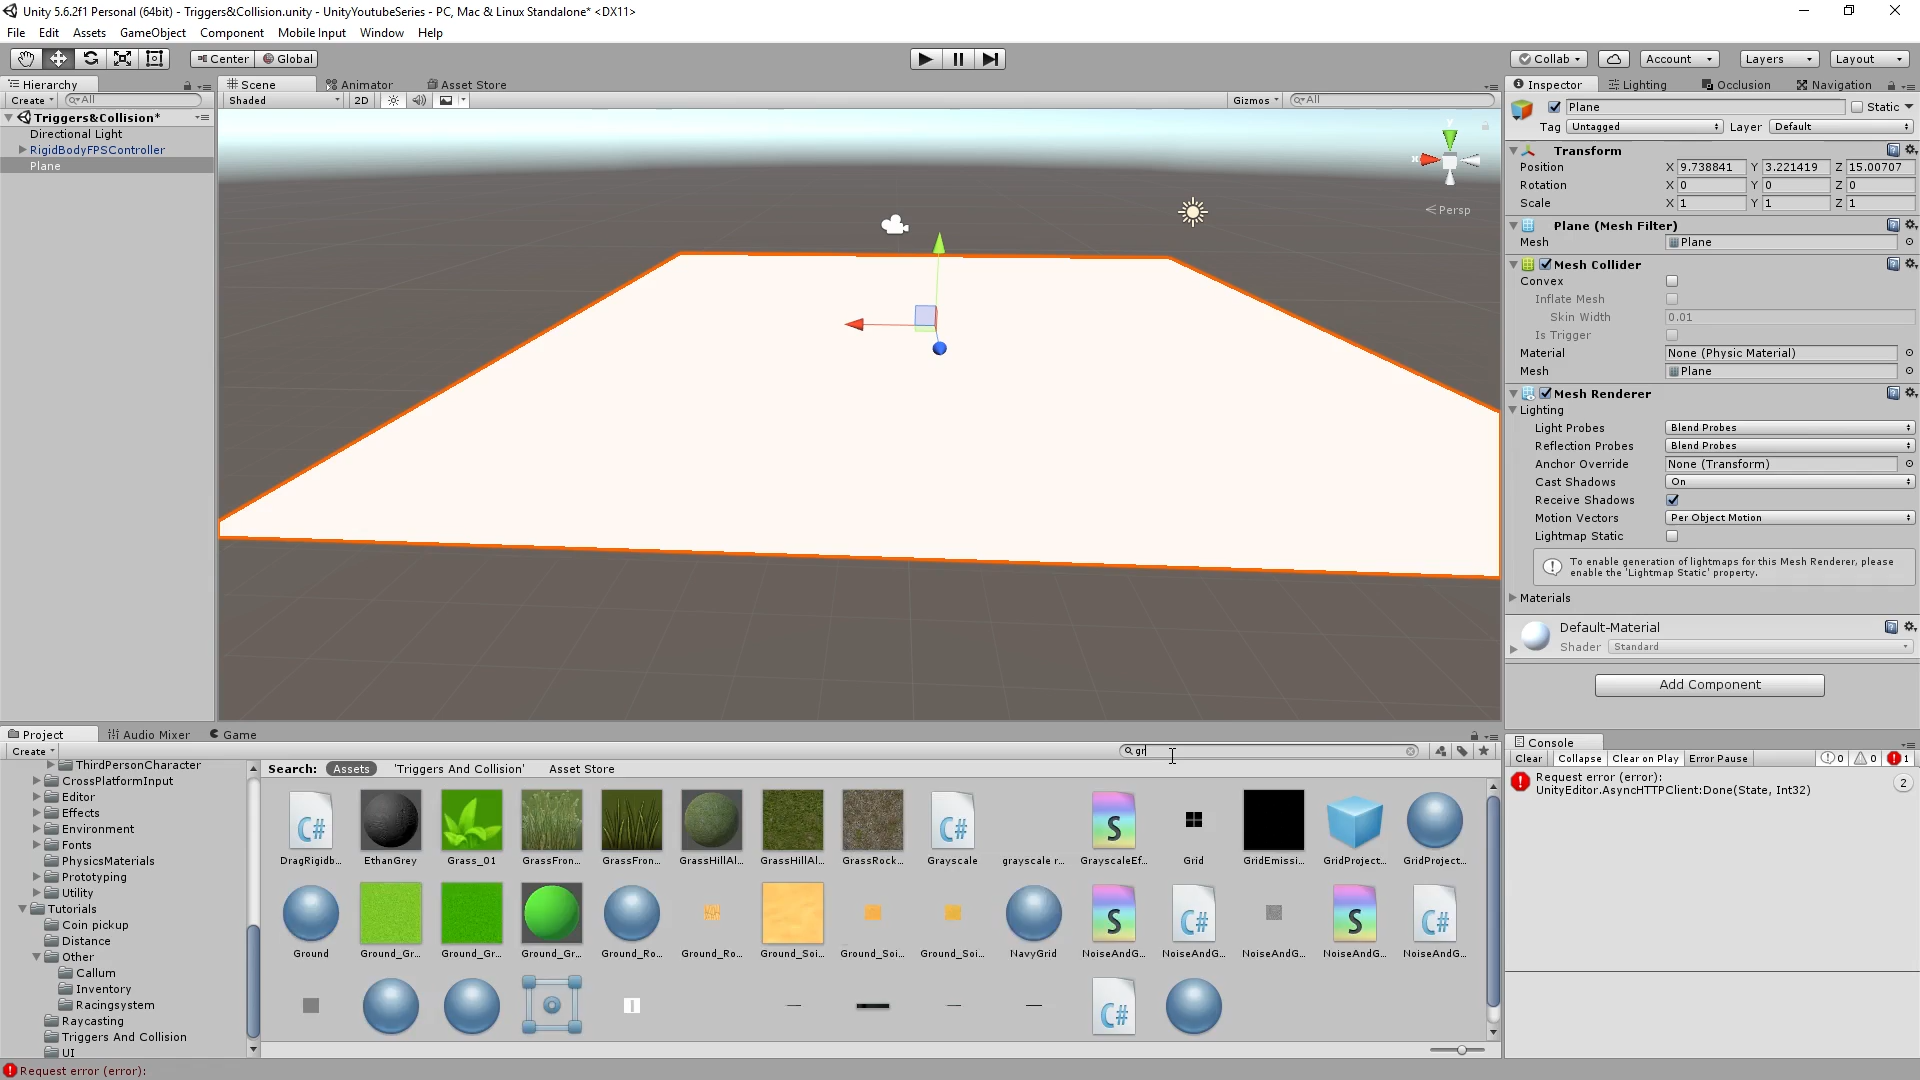 Unity 5.6.2f1 Personal (64bit) - Triggers&Collision.unity - UnityYoutubeSeries - PC, Mac & Linux Standalone* <DX11>
File Edit Assets GameObject Component Mobile Input Window Help
Center Global
Collab Account Layers Layout
Hierarchy
Scene Animator Asset Store
Inspector Lighting Occlusion Navigation
Create All
Shaded 2D Gizmos All
Triggers&Collision*
Directional Light
RigidBodyFPSController
Plane
x
Persp
Plane Static
Tag Untagged Layer Default
Transform
Position X 9.738841 Y 3.221419 Z 15.00707
Rotation X 0 Y 0 Z 0
Scale X 1 Y 1 Z 1
Plane (Mesh Filter)
Mesh Plane
Mesh Collider
Convex
Inflate Mesh
Skin Width 0.01
Is Trigger
Material None (Physic Material)
Mesh Plane
Mesh Renderer
Lighting
Light Probes Blend Probes
Reflection Probes Blend Probes
Anchor Override None (Transform)
Cast Shadows On
Receive Shadows
Motion Vectors Per Object Motion
Lightmap Static
To enable generation of lightmaps for this Mesh Renderer, please
enable the 'Lightmap Static' property.
Materials
Default-Material
Shader Standard
Add Component
Project Audio Mixer Game
Create gr
ThirdPersonCharacter
CrossPlatformInput
Editor
Effects
Environment
Fonts
PhysicsMaterials
Prototyping
Utility
Tutorials
Coin pickup
Distance
Other
Callum
Inventory
Racingsystem
Raycasting
Triggers And Collision
UI
Search: Assets 'Triggers And Collision' Asset Store
C# C# S
DragRigidb... EthanGrey Grass_01 GrassFron... GrassFron... GrassHillAl... GrassHillAl... GrassRock... Grayscale grayscale r... GrayscaleEf... Grid GridEmissi... GridProject... GridProject...
S C# S C#
Ground Ground_Gr... Ground_Gr... Ground_Gr... Ground_Ro... Ground_Ro... Ground_Soi... Ground_Soi... Ground_Soi... NavyGrid NoiseAndG... NoiseAndG... NoiseAndG... NoiseAndG... NoiseAndG...
C#
Console
Clear Collapse Clear on Play Error Pause 0 0 1
Request error (error):
UnityEditor.AsyncHTTPClient:Done(State, Int32)
2
Request error (error):